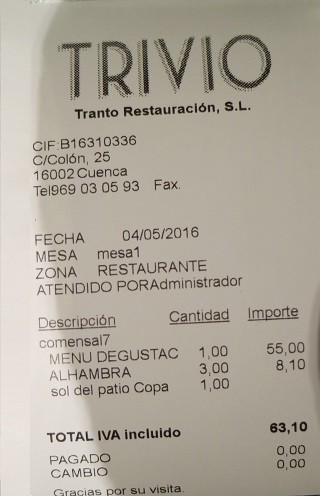 TRIVIO
Tranto Restauración, S.L.
CIF:B16310336
C/Colón, 25
16002 Cuenca
Tel969 03 05 93 Fax.
FECHA 04/05/2016
MESA mesa1
ZONA RESTAURANTE
ATENDIDO PORAdministrador
Descripción Cantidad Importe
comensal7
MENU DEGUSTAC 1,00 55,00
ALHAMBRA 3,00 8,10
sol del patio Copa 1,00
TOTAL IVA incluido 63,10
PAGADO 0,00
CAMBIO 0,00
Gracias por su visita.